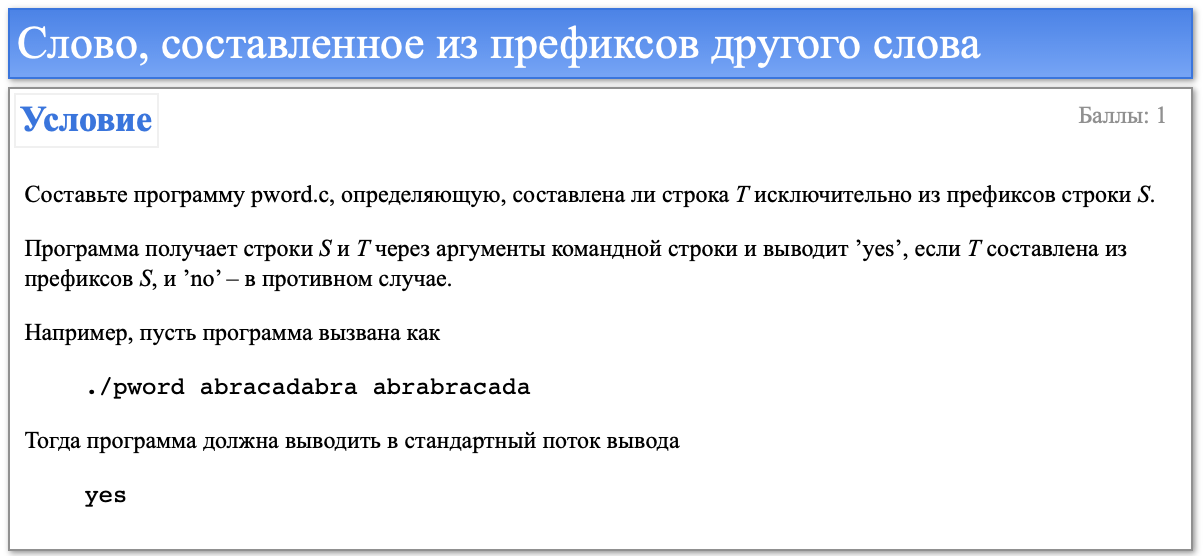 Слово, составленное из префиксов другого слова
Условие
Баллы: 1
Составьте программу pword.c, определяющую, составлена ли строка T исключительно из префиксов строки S.
Программа получает строки S и T через аргументы командной строки и выводит ’yes’, если T составлена из
префиксов S, и ’no’ – в противном случае.
Например, пусть программа вызвана как
./pword abracadabra abrabracada
Тогда программа должна выводить в стандартный поток вывода
yes